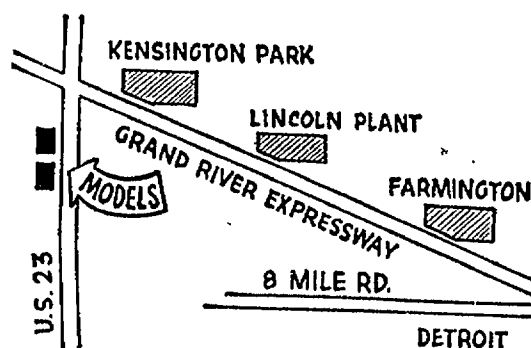 KENSINGTON PARK
LINCOLN PLANT
GRAND RIVER EXPRESSWAY
FARMINGTON
MODELS
U.S. 23
8 MILE RD.
DETROIT